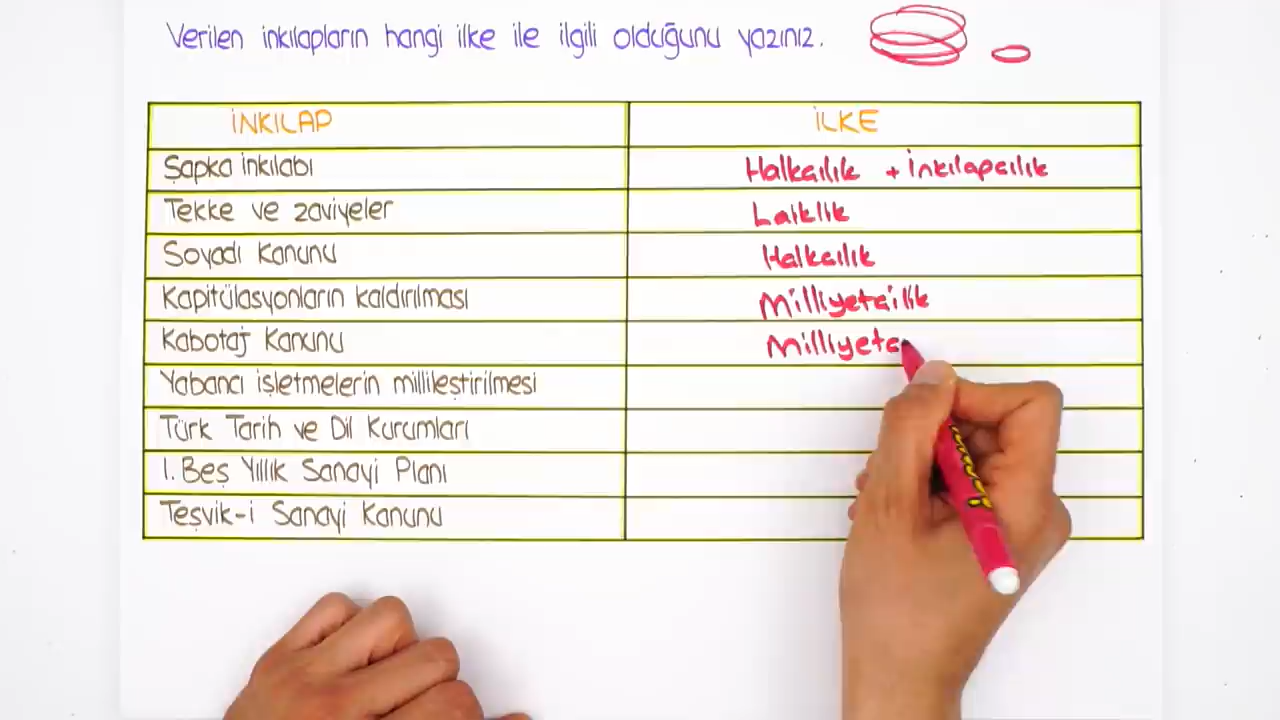 Verilen inkılapların hangi ilke ile ilgili olduğunu yazınız.
İNKILAP İLKE
Şapka inkılabı Halkçılık + İnkılapçılık
Tekke ve zaviyeler Laiklik
Soyadı Kanunu Halkçılık
Kapitülasyonların kaldırılması Milliyetçilik
Kabotaj Kanunu Milliyetç
Yabancı işletmelerin millileştirilmesi
Türk Tarih ve Dil Kurumları
1. Beş Yıllık Sanayi Planı
Teşvik-i Sanayi Kanunu